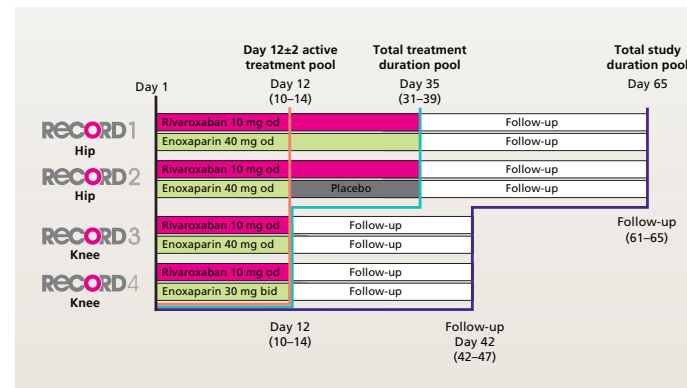 Day 12±2 active
treatment pool
Total treatment
duration pool
Total study
duration pool
Day 1
Day 12
(10–14)
Day 35
(31–39)
Day 65
RECORD1
Hip
Rivaroxaban 10 mg od
Follow-up
Enoxaparin 40 mg od
Follow-up
RECORD2
Hip
Rivaroxaban 10 mg od
Follow-up
Enoxaparin 40 mg od
Placebo
Follow-up
RECORD3
Knee
Rivaroxaban 10 mg od
Follow-up
Enoxaparin 40 mg od
Follow-up
Follow-up
(61–65)
RECORD4
Knee
Rivaroxaban 10 mg od
Follow-up
Enoxaparin 30 mg bid
Follow-up
Day 12
(10–14)
Follow-up
Day 42
(42–47)